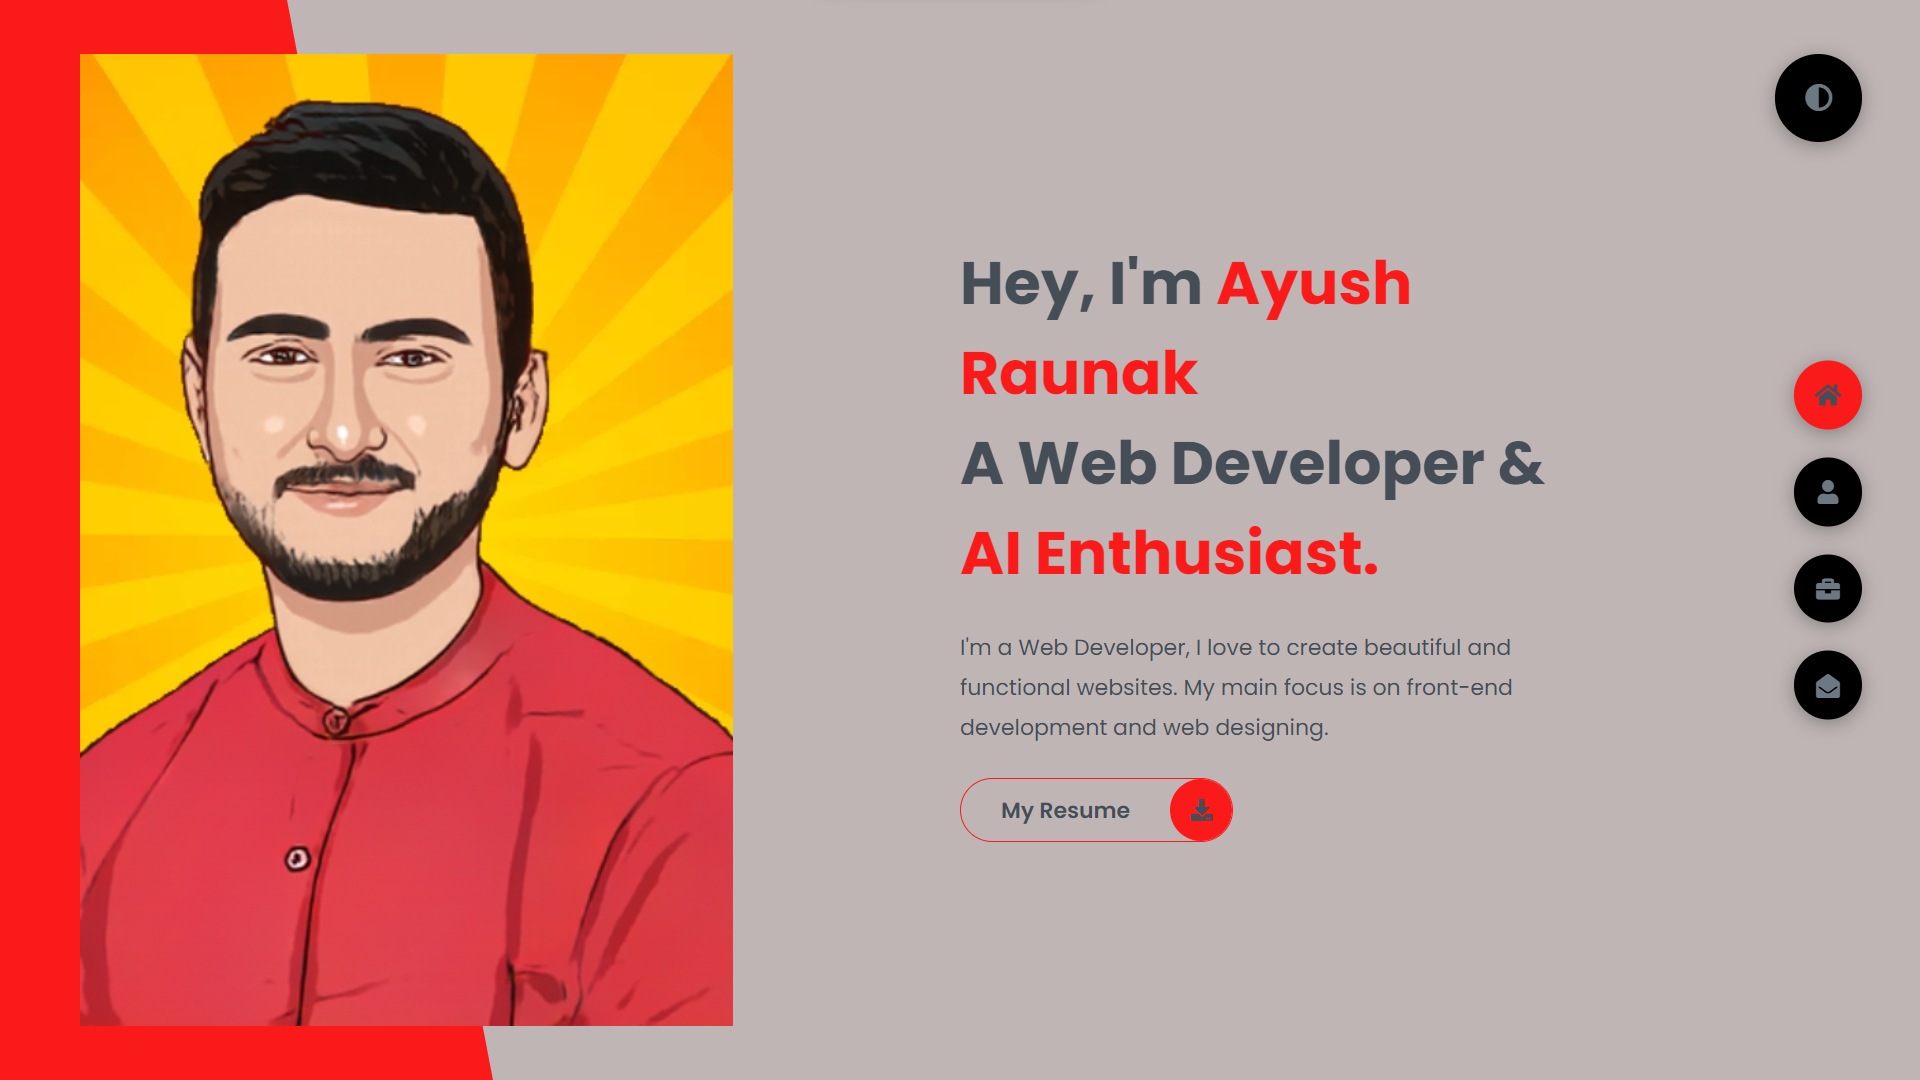 Hey, I'm Ayush
Raunak
A Web Developer &
AI Enthusiast.
I'm a Web Developer, I love to create beautiful and
functional websites. My main focus is on front-end
development and web designing.
My Resume